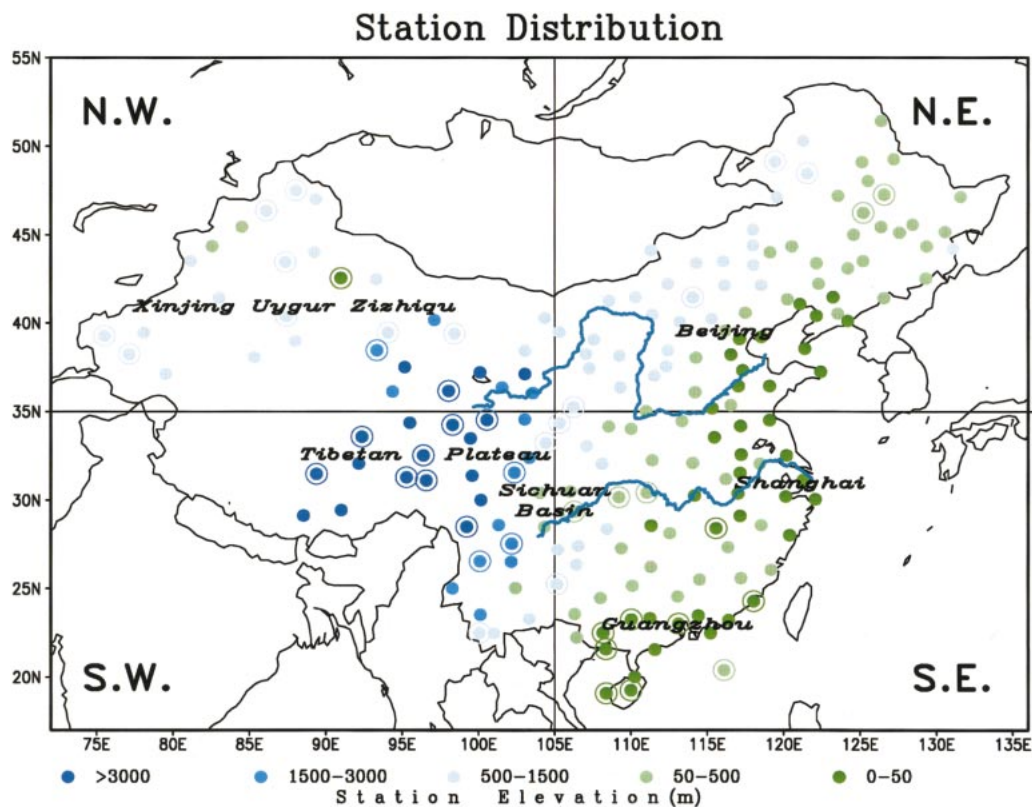 Station Distribution
55N
N.W.
N.E.
50N
45N
Xinjing Uygur Zizhiqu
40N
Beijing
35N
Tibetan Plateau
Sichuan
Shanghai
30N
Basin
25N
Guangzhou
20N
S.W.
S.E.
75E 80E 85E 90E 95E 100E 105E 110E 115E 120E 125E 130E 135E
>3000 1500-3000 500-1500 50-500 0-50
Station Elevation(m)